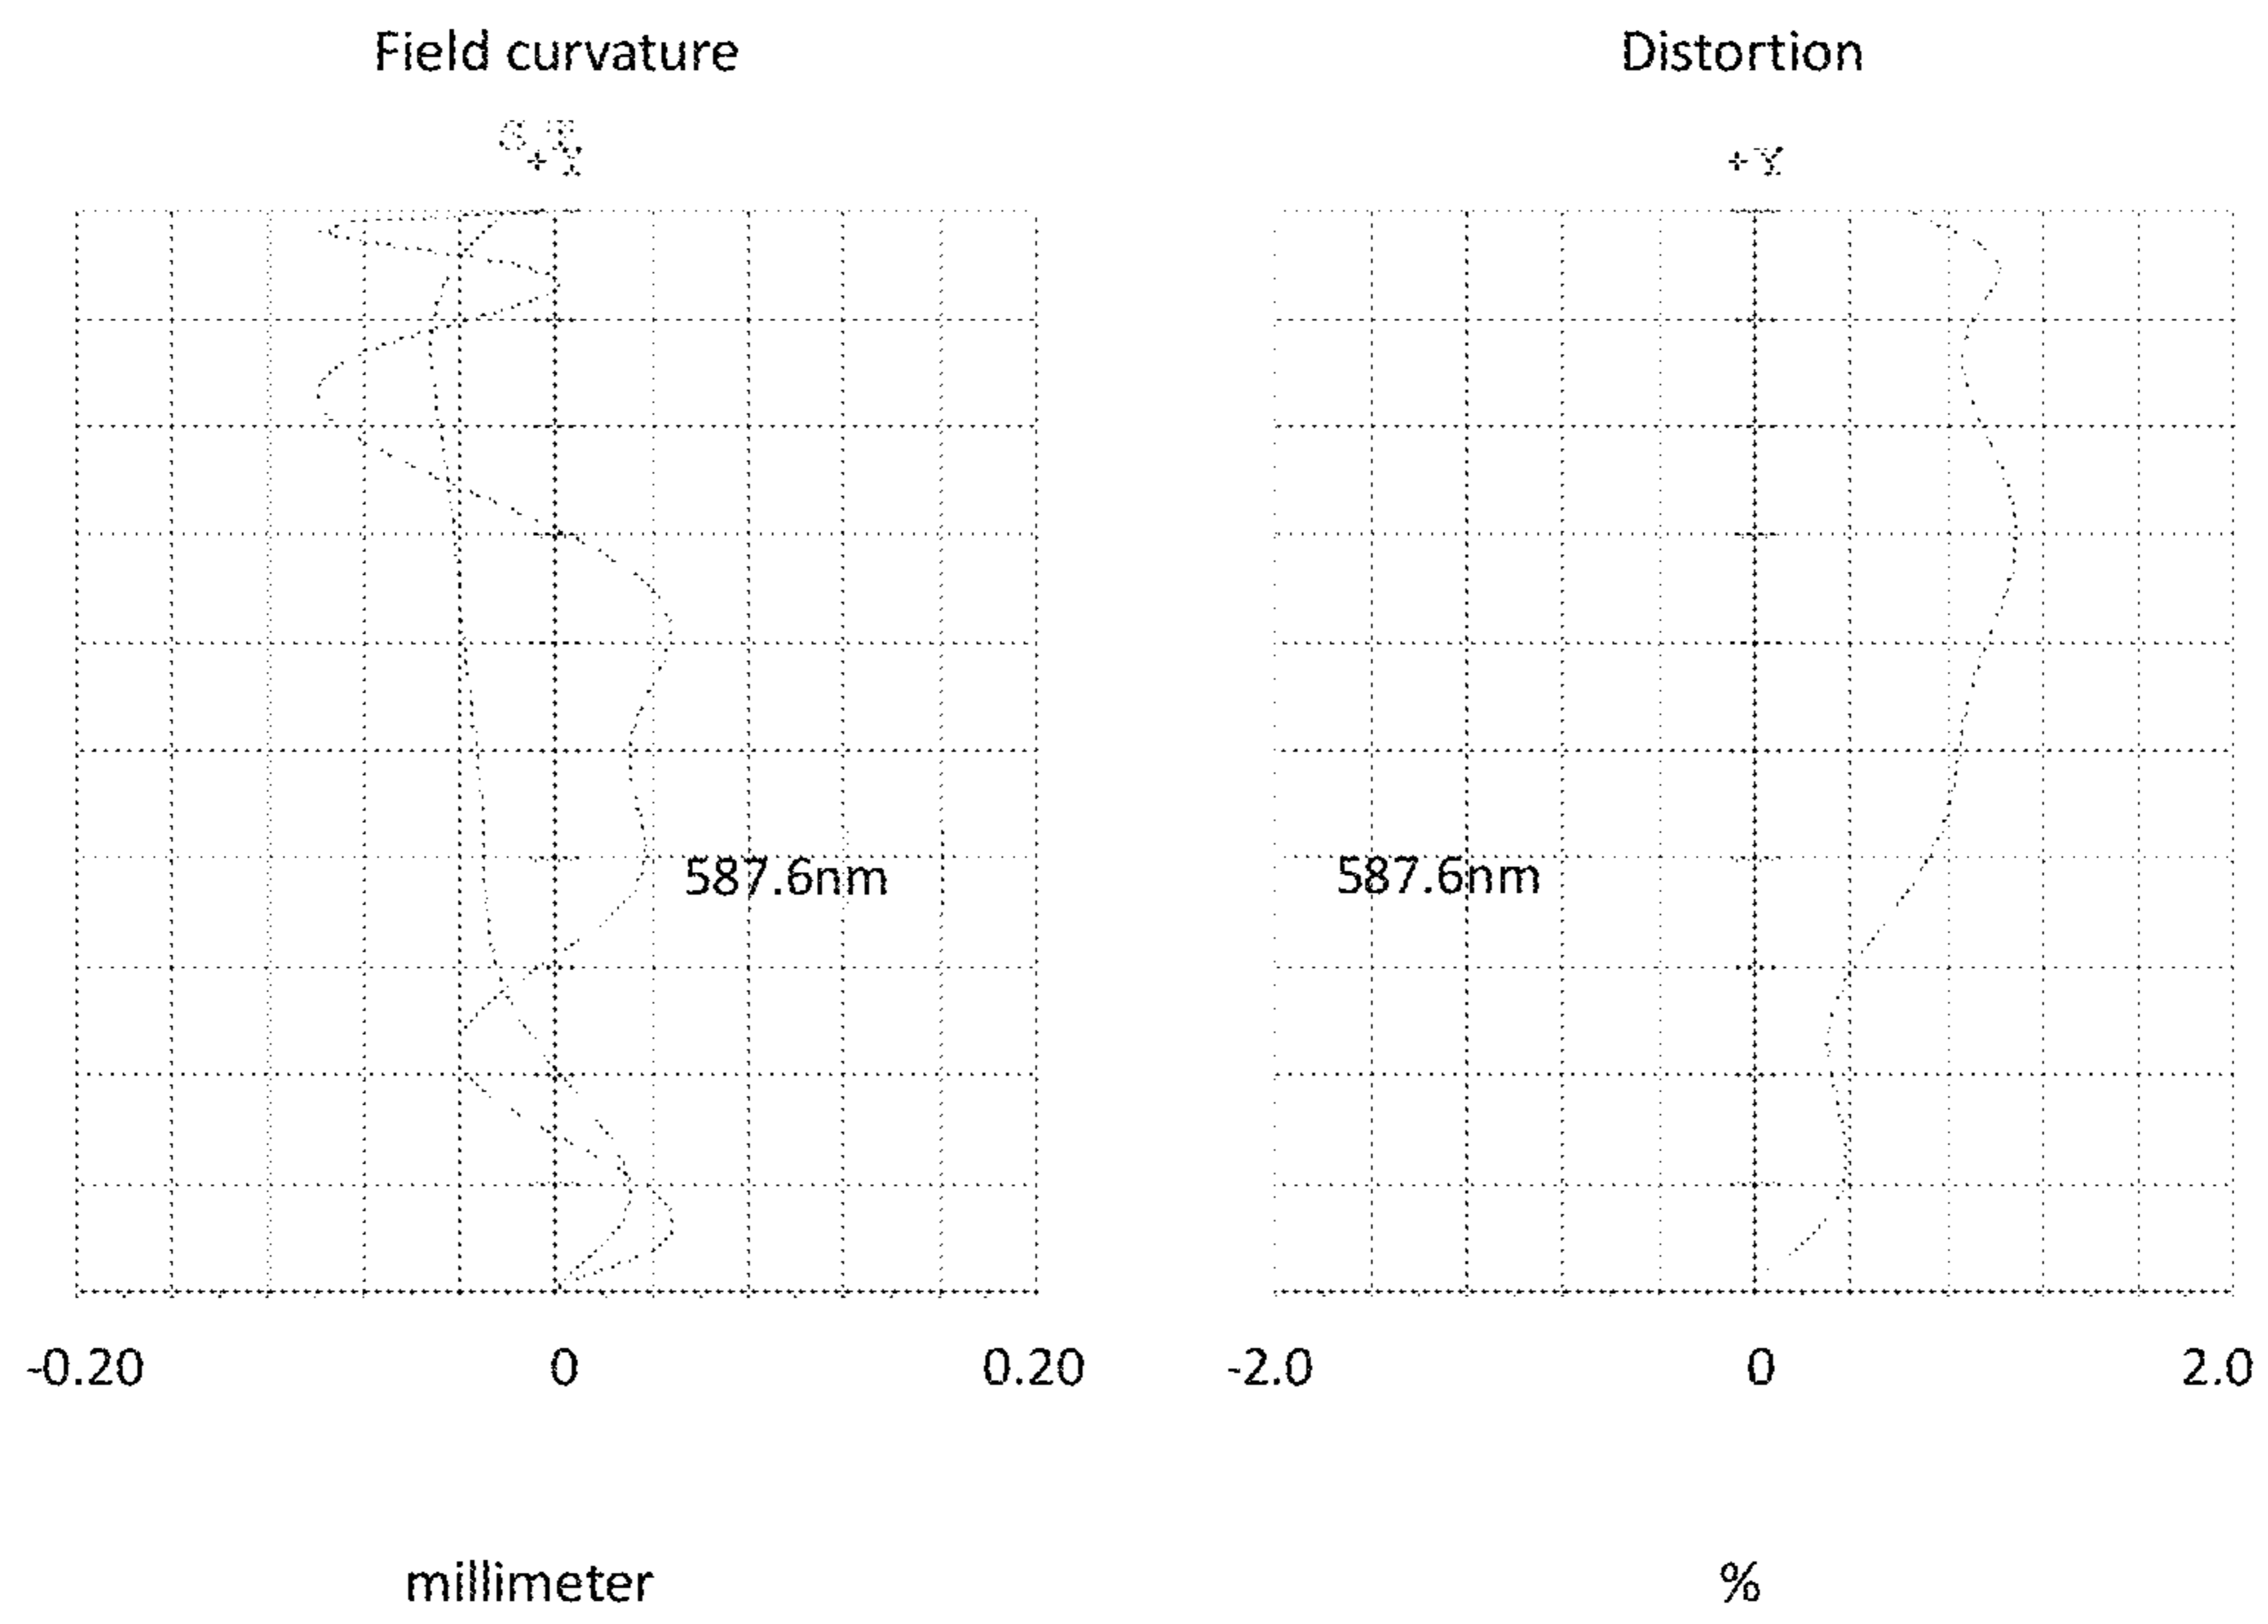 Field curvature
Distortion
S T
+Y
+Y
587.6nm
587.6nm
-0.20 0 0.20
-2.0 0 2.0
millimeter
%